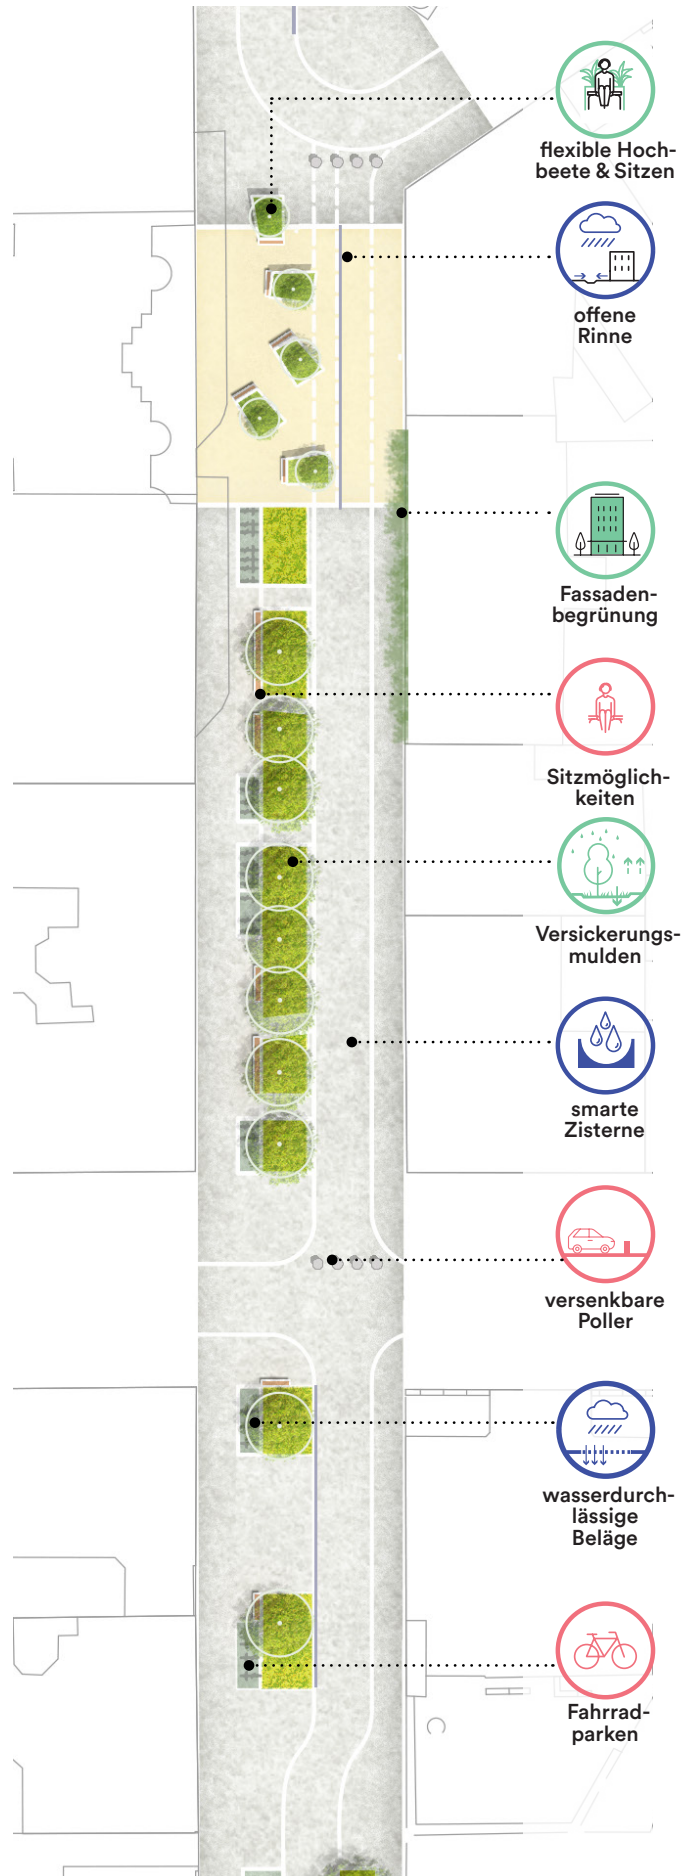 flexible Hoch-
beete & Sitzen
offene
Rinne
Fassaden-
begrünung
Sitzmöglich-
keiten
Versickerungs-
mulden
smarte
Zisterne
versenkbare
Poller
wasserdurch-
lässige
Beläge
Fahrrad-
parken